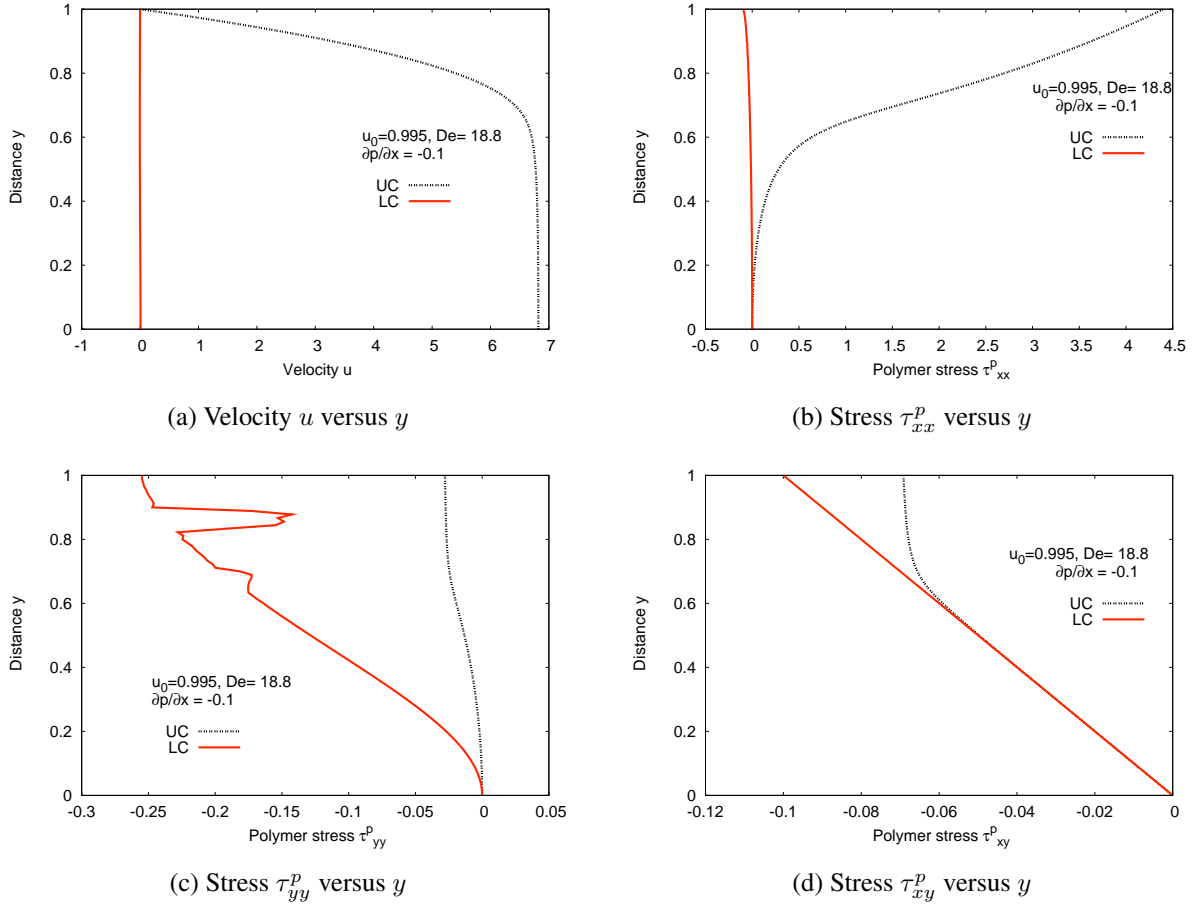 Distance y
1
0.8
0.6
0.4
0.2
0
-1 0 1 2 3 4 5 6 7
Velocity u
u0=0.995, De= 18.8
∂p/∂x = -0.1
UC
LC
(a) Velocity u versus y
Distance y
1
0.8
0.6
0.4
0.2
0
-0.5 0 0.5 1 1.5 2 2.5 3 3.5 4 4.5
Polymer stress τ^p_xx
u0=0.995, De= 18.8
∂p/∂x = -0.1
UC
LC
(b) Stress τ^p_xx versus y
Distance y
1
0.8
0.6
0.4
0.2
0
-0.3 -0.25 -0.2 -0.15 -0.1 -0.05 0 0.05
Polymer stress τ^p_yy
u0=0.995, De= 18.8
∂p/∂x = -0.1
UC
LC
(c) Stress τ^p_yy versus y
Distance y
1
0.8
0.6
0.4
0.2
0
-0.12 -0.1 -0.08 -0.06 -0.04 -0.02 0
Polymer stress τ^p_xy
u0=0.995, De= 18.8
∂p/∂x = -0.1
UC
LC
(d) Stress τ^p_xy versus y